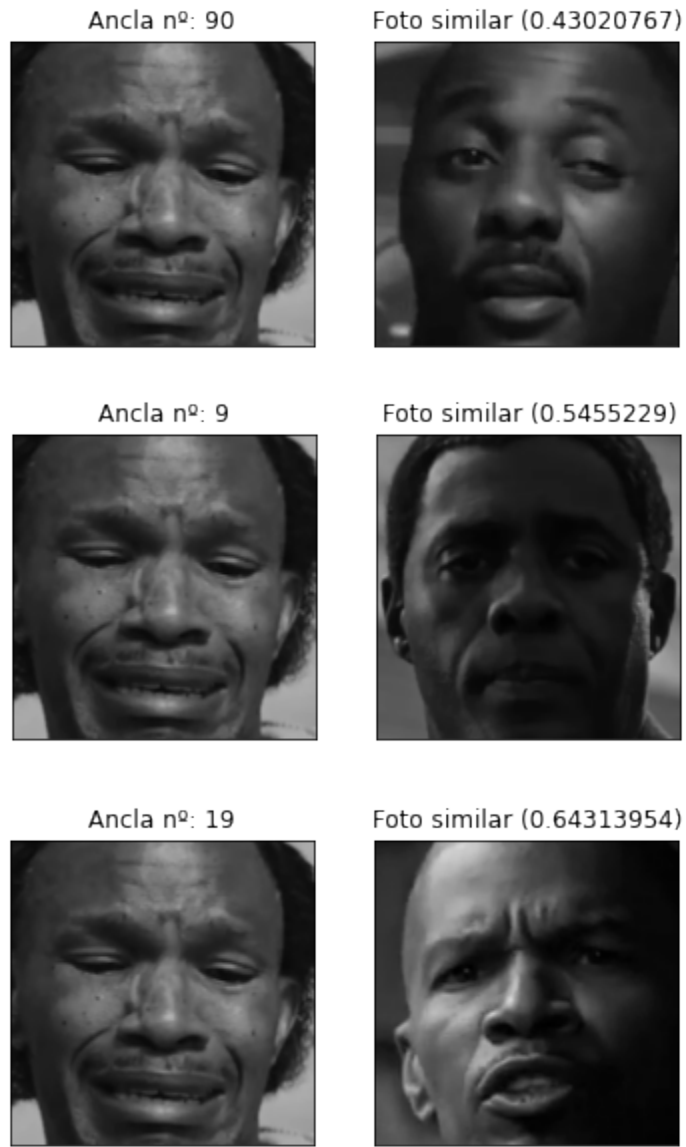 Ancla nº: 90
Foto similar (0.43020767)
Ancla nº: 9
Foto similar (0.5455229)
Ancla nº: 19
Foto similar (0.64313954)